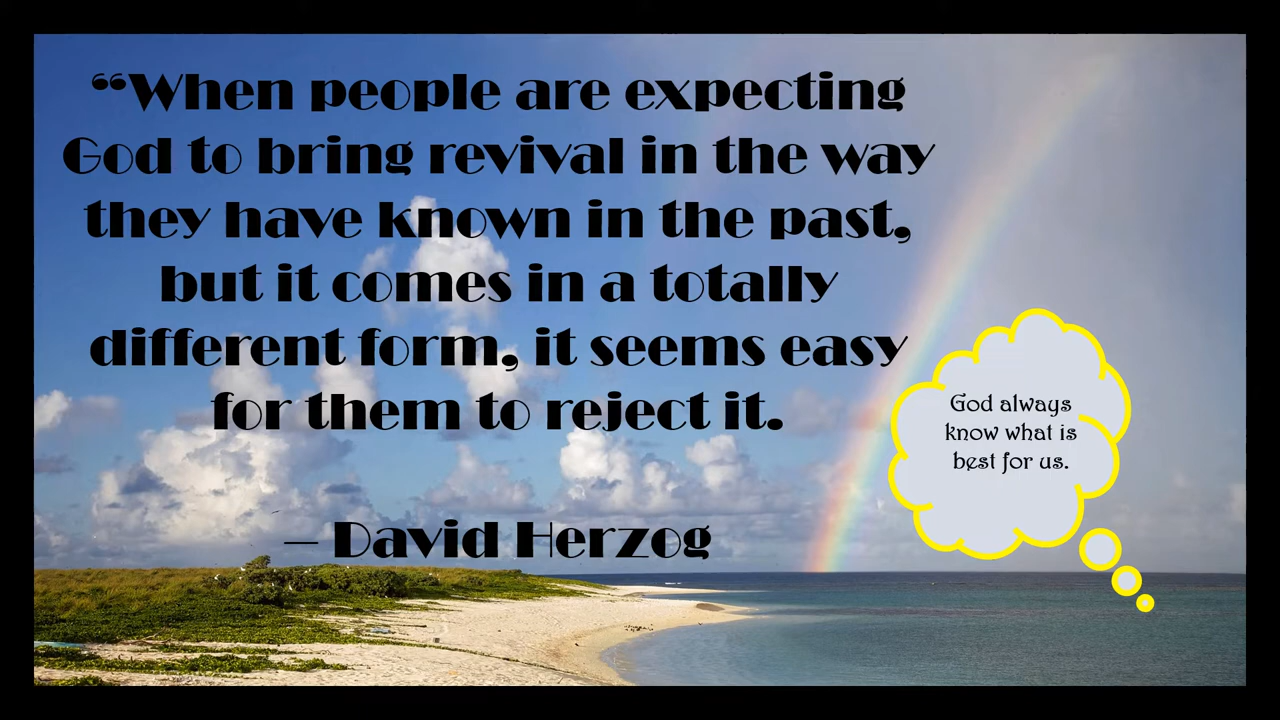 “When people are expecting
God to bring revival in the way
they have known in the past,
but it comes in a totally
different form, it seems easy
for them to reject it.
– David Herzog
God always
know what is
best for us.